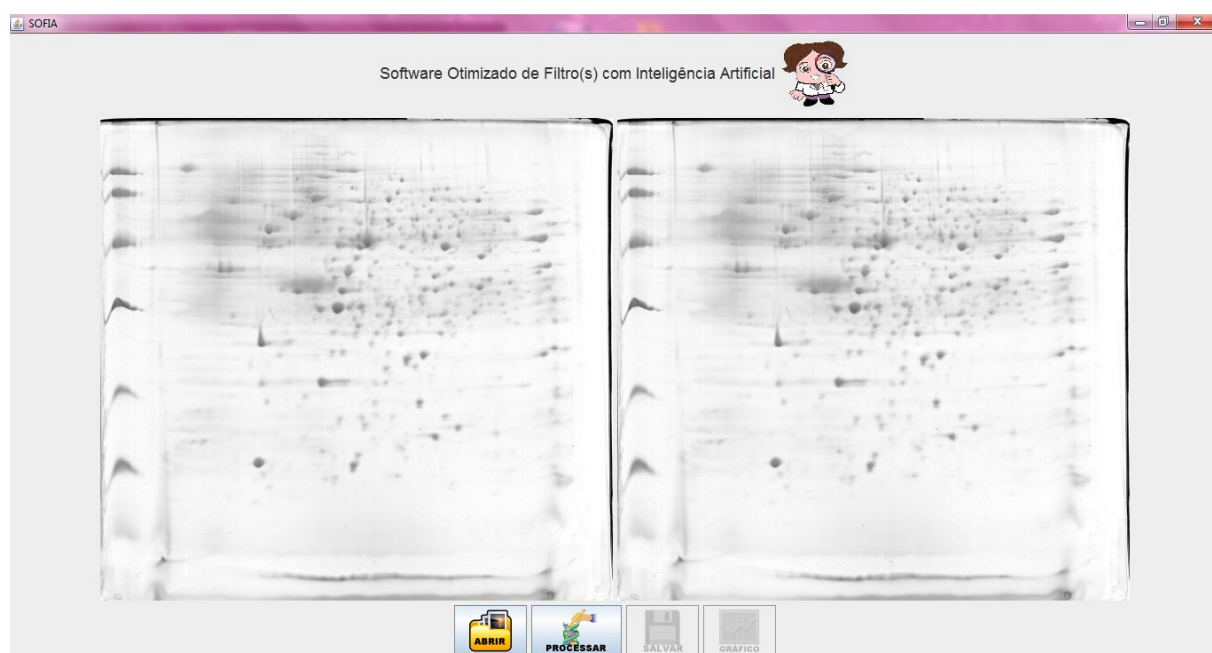 SOFIA
Software Otimizado de Filtro(s) com Inteligência Artificial
ABRIR
PROCESSAR
SALVAR
GRÁFICO